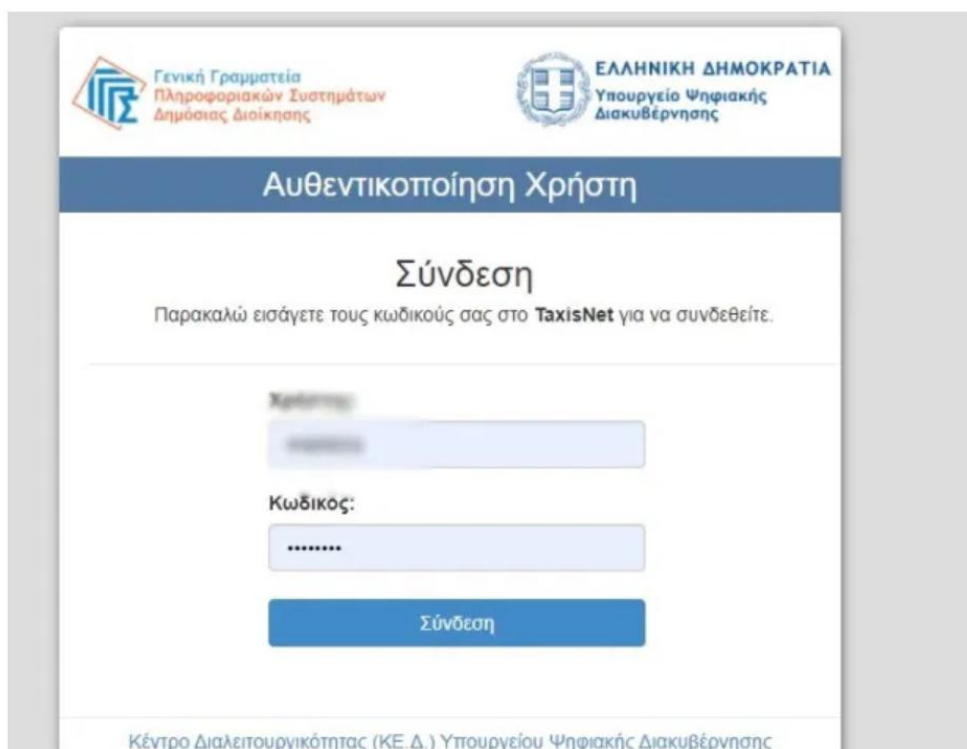 Γενική Γραμματεία
Πληροφοριακών Συστημάτων
Δημόσιας Διοίκησης
ΕΛΛΗΝΙΚΗ ΔΗΜΟΚΡΑΤΙΑ
Υπουργείο Ψηφιακής
Διακυβέρνησης
Αυθεντικοποίηση Χρήστη
Σύνδεση
Παρακαλώ εισάγετε τους κωδικούς σας στο TaxisNet για να συνδεθείτε.
Κωδικός:
••••••••
Σύνδεση
Κέντρο Διαλειτουργικότητας (ΚΕ.Δ.) Υπουργείου Ψηφιακής Διακυβέρνησης